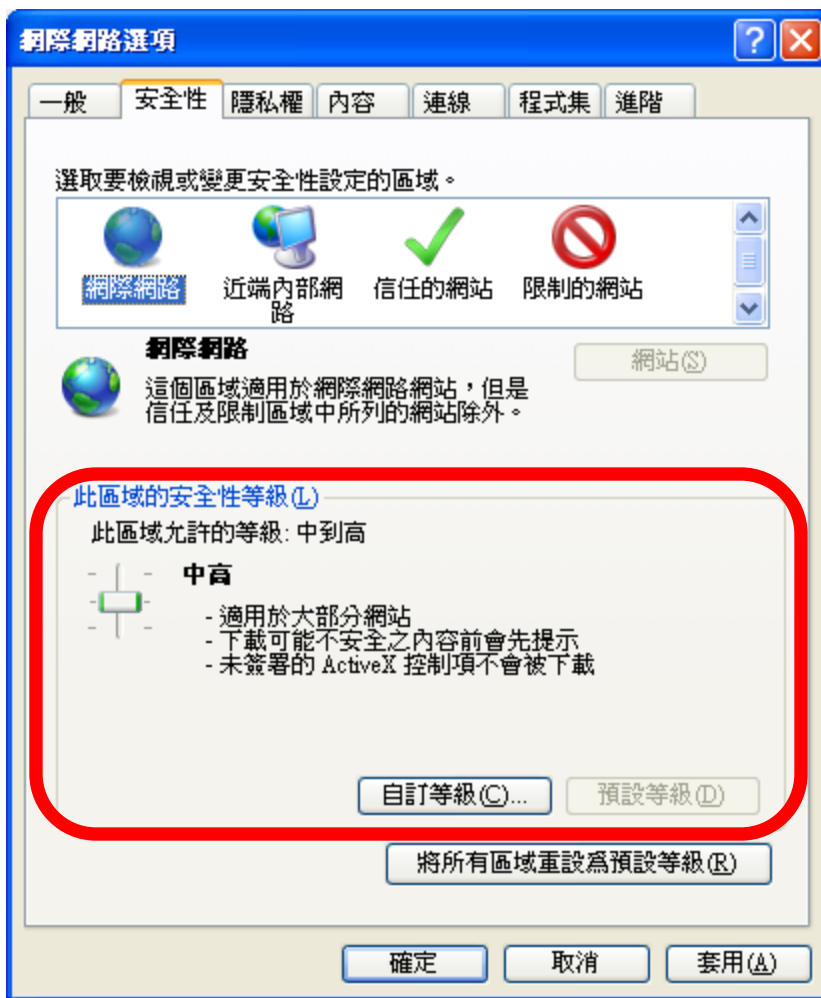 網際網路選項
一般 安全性 隱私權 內容 連線 程式集 進階
選取要檢視或變更安全性設定的區域。
網際網路 近端內部網路 信任的網站 限制的網站
網際網路
網站(S)
這個區域適用於網際網路網站，但是
信任及限制區域中所列的網站除外。
此區域的安全性等級(L)
此區域允許的等級: 中到高
中高
- 適用於大部分網站
- 下載可能不安全之內容前會先提示
- 未簽署的 ActiveX 控制項不會被下載
自訂等級(C)... 預設等級(D)
將所有區域重設為預設等級(R)
確定 取消 套用(A)